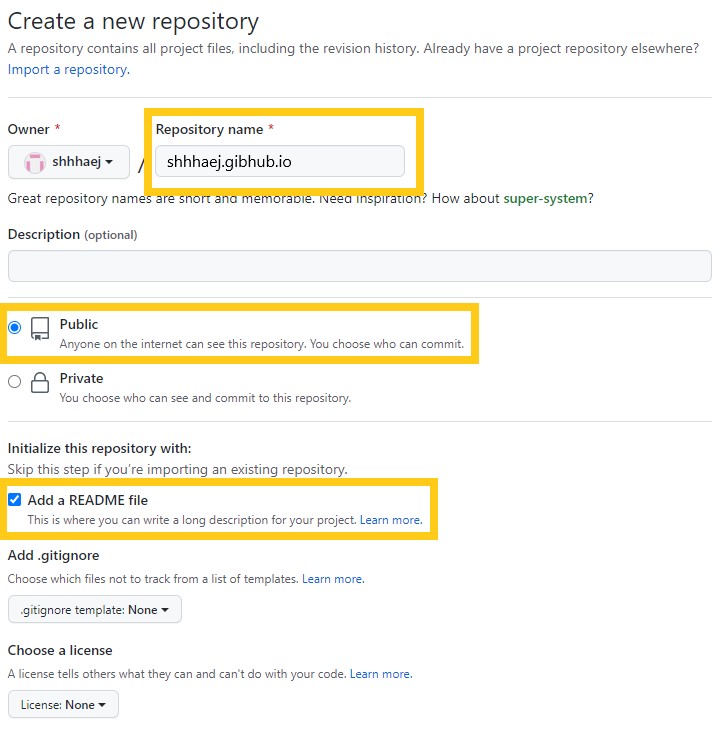 Create a new repository
A repository contains all project files, including the revision history. Already have a project repository elsewhere?
Import a repository.
Owner * Repository name *
shhhaej / shhhaej.gibhub.io
Great repository names are short and memorable. Need inspiration? How about super-system?
Description (optional)
Public
Anyone on the internet can see this repository. You choose who can commit.
Private
You choose who can see and commit to this repository.
Initialize this repository with:
Skip this step if you're importing an existing repository.
Add a README file
This is where you can write a long description for your project. Learn more.
Add .gitignore
Choose which files not to track from a list of templates. Learn more.
.gitignore template: None
Choose a license
A license tells others what they can and can't do with your code. Learn more.
License: None